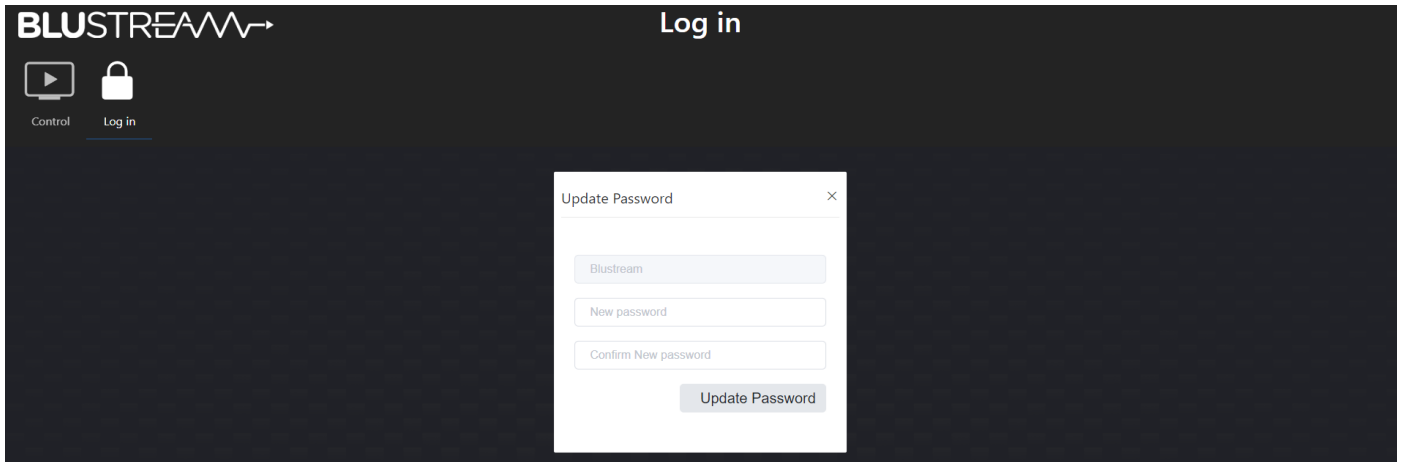 BLUSTREAM
Log in
Control
Log in
Update Password
Blustream
New password
Confirm New password
Update Password